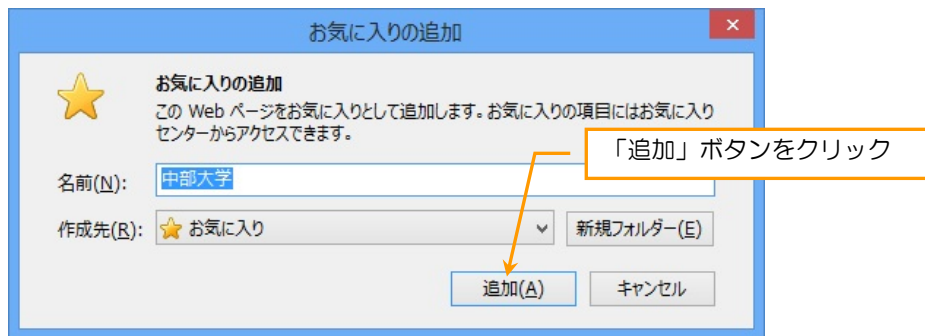 お気に入りの追加
×
お気に入りの追加
この Web ページをお気に入りとして追加します。お気に入りの項目にはお気に入り
センターからアクセスできます。
「追加」ボタンをクリック
名前(N): 中部大学
作成先(R): お気に入り 新規フォルダー(E)
追加(A) キャンセル